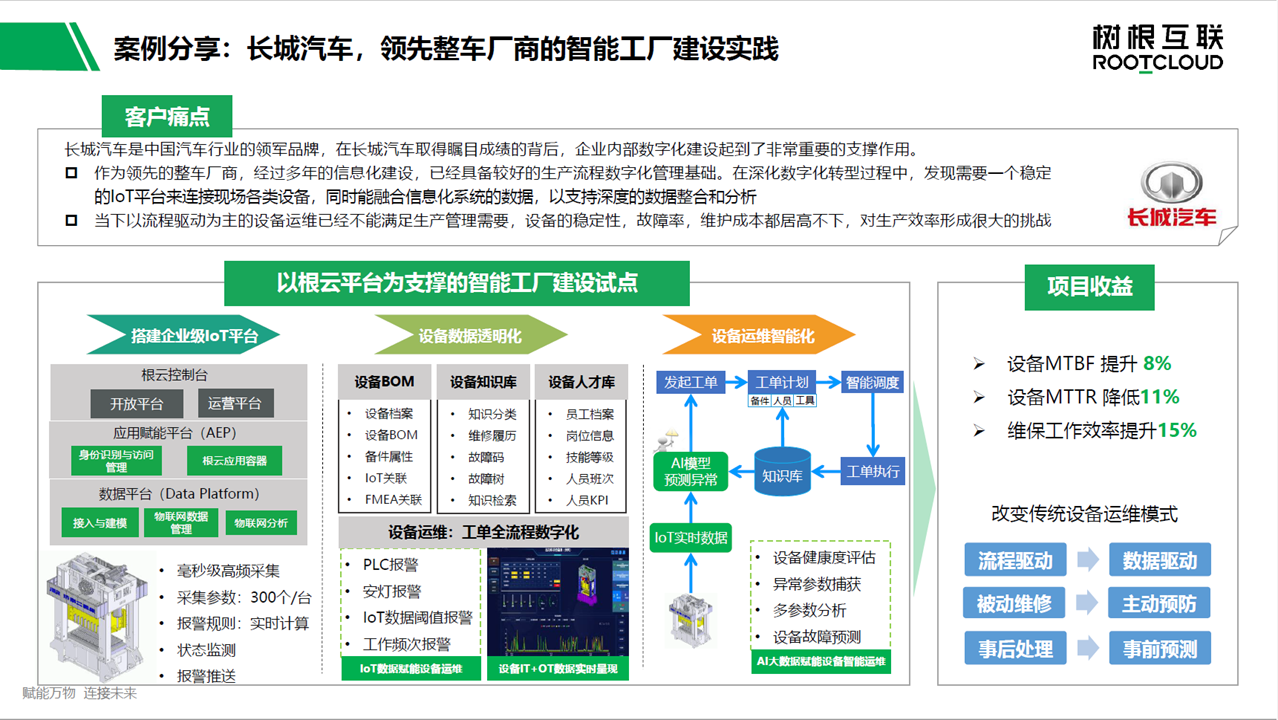 案例分享：长城汽车，领先整车厂商的智能工厂建设实践
树根互联
ROOTCLOUD
客户痛点
长城汽车是中国汽车行业的领军品牌，在长城汽车取得瞩目成绩的背后，企业内部数字化建设起到了非常重要的支撑作用。
作为领先的整车厂商，经过多年的信息化建设，已经具备较好的生产流程数字化管理基础。在深化数字化转型过程中，发现需要一个稳定
的IoT平台来连接现场各类设备，同时能融合信息化系统的数据，以支持深度的数据整合和分析
当下以流程驱动为主的设备运维已经不能满足生产管理需要，设备的稳定性，故障率，维护成本都居高不下，对生产效率形成很大的挑战
长城汽车
以根云平台为支撑的智能工厂建设试点
搭建企业级IoT平台
根云控制台
开放平台
运营平台
应用赋能平台（AEP）
身份识别与访问
管理
根云应用容器
数据平台（Data Platform）
接入与建模
物联网数据
管理
物联网分析
• 毫秒级高频采集
• 采集参数：300个/台
• 报警规则：实时计算
• 状态监测
• 报警推送
设备数据透明化
设备BOM
• 设备档案
• 设备BOM
• 备件属性
• IoT关联
• FMEA关联
设备知识库
• 知识分类
• 维修履历
• 故障码
• 故障树
• 知识检索
设备人才库
• 员工档案
• 岗位信息
• 技能等级
• 人员班次
• 人员KPI
设备运维：工单全流程数字化
• PLC报警
• 安灯报警
• IoT数据阈值报警
• 工作频次报警
IoT数据赋能设备运维
设备IT+OT数据实时量现
设备运维智能化
发起工单
工单计划
备件 人员 工具
智能调度
AI模型
预测异常
知识库
工单执行
IoT实时数据
• 设备健康度评估
• 异常参数捕获
• 多参数分析
• 设备故障预测
AI大数据赋能设备智能运维
项目收益
设备MTBF 提升 8%
设备MTTR 降低11%
维保工作效率提升15%
改变传统设备运维模式
流程驱动
数据驱动
被动维修
主动预防
事后处理
事前预测
赋能万物 连接未来